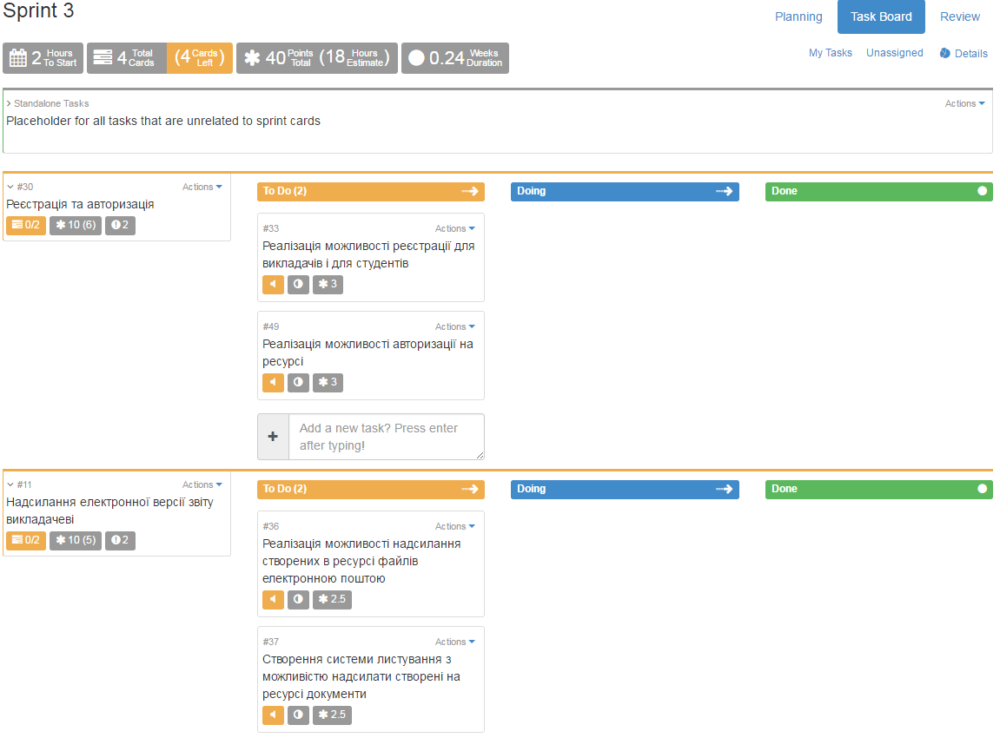 Sprint 3
Planning
Task Board
Review
2 Hours To Start
4 Total Cards
(4 Cards Left)
40 Points Total (18 Hours Estimate)
0.24 Weeks Duration
My Tasks
Unassigned
Details
Standalone Tasks
Actions
Placeholder for all tasks that are unrelated to sprint cards
#30
Actions
Реєстрація та авторизація
0/2
10 (6)
2
To Do (2)
Doing
Done
#33
Actions
Реалізація можливості реєстрації для
викладачів і для студентів
3
#49
Actions
Реалізація можливості авторизації на
ресурсі
3
Add a new task? Press enter
after typing!
#11
Actions
Надсилання електронної версії звіту
викладачеві
0/2
10 (5)
2
To Do (2)
Doing
Done
#36
Actions
Реалізація можливості надсилання
створених в ресурсі файлів
електронною поштою
2.5
#37
Actions
Створення системи листування з
можливістю надсилати створені на
ресурсі документи
2.5